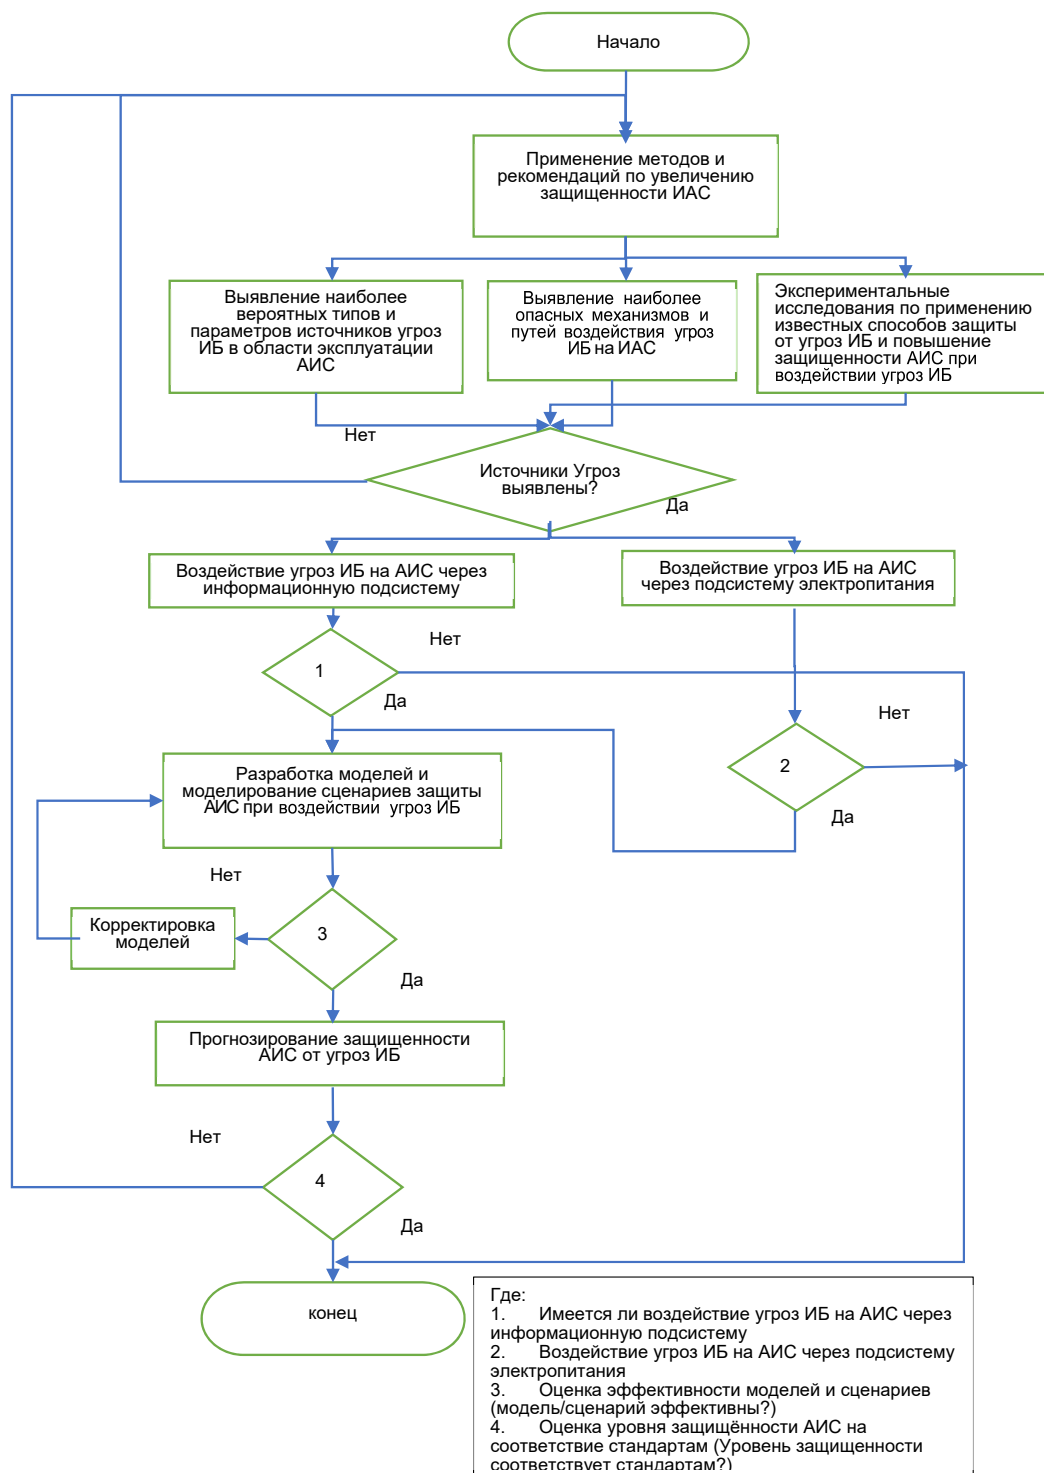 Начало
Применение методов и
рекомендаций по увеличению
защищенности ИАС
Выявление наиболее
вероятных типов и
параметров источников угроз
ИБ в области эксплуатации
АИС
Выявление наиболее
опасных механизмов и
путей воздействия угроз
ИБ на ИАС
Экспериментальные
исследования по применению
известных способов защиты
от угроз ИБ и повышение
защищенности АИС при
воздействии угроз ИБ
Нет
Источники Угроз
выявлены?
Да
Воздействие угроз ИБ на АИС через
информационную подсистему
Воздействие угроз ИБ на АИС
через подсистему электропитания
Нет
1
Да
Нет
2
Да
Разработка моделей и
моделирование сценариев защиты
АИС при воздействии угроз ИБ
Нет
Корректировка
моделей
3
Да
Прогнозирование защищенности
АИС от угроз ИБ
Нет
4
Да
конец
Где:
1. Имеется ли воздействие угроз ИБ на АИС через
информационную подсистему
2. Воздействие угроз ИБ на АИС через подсистему
электропитания
3. Оценка эффективности моделей и сценариев
(модель/сценарий эффективны?)
4. Оценка уровня защищённости АИС на
соответствие стандартам (Уровень защищенности
соответствует стандартам?)